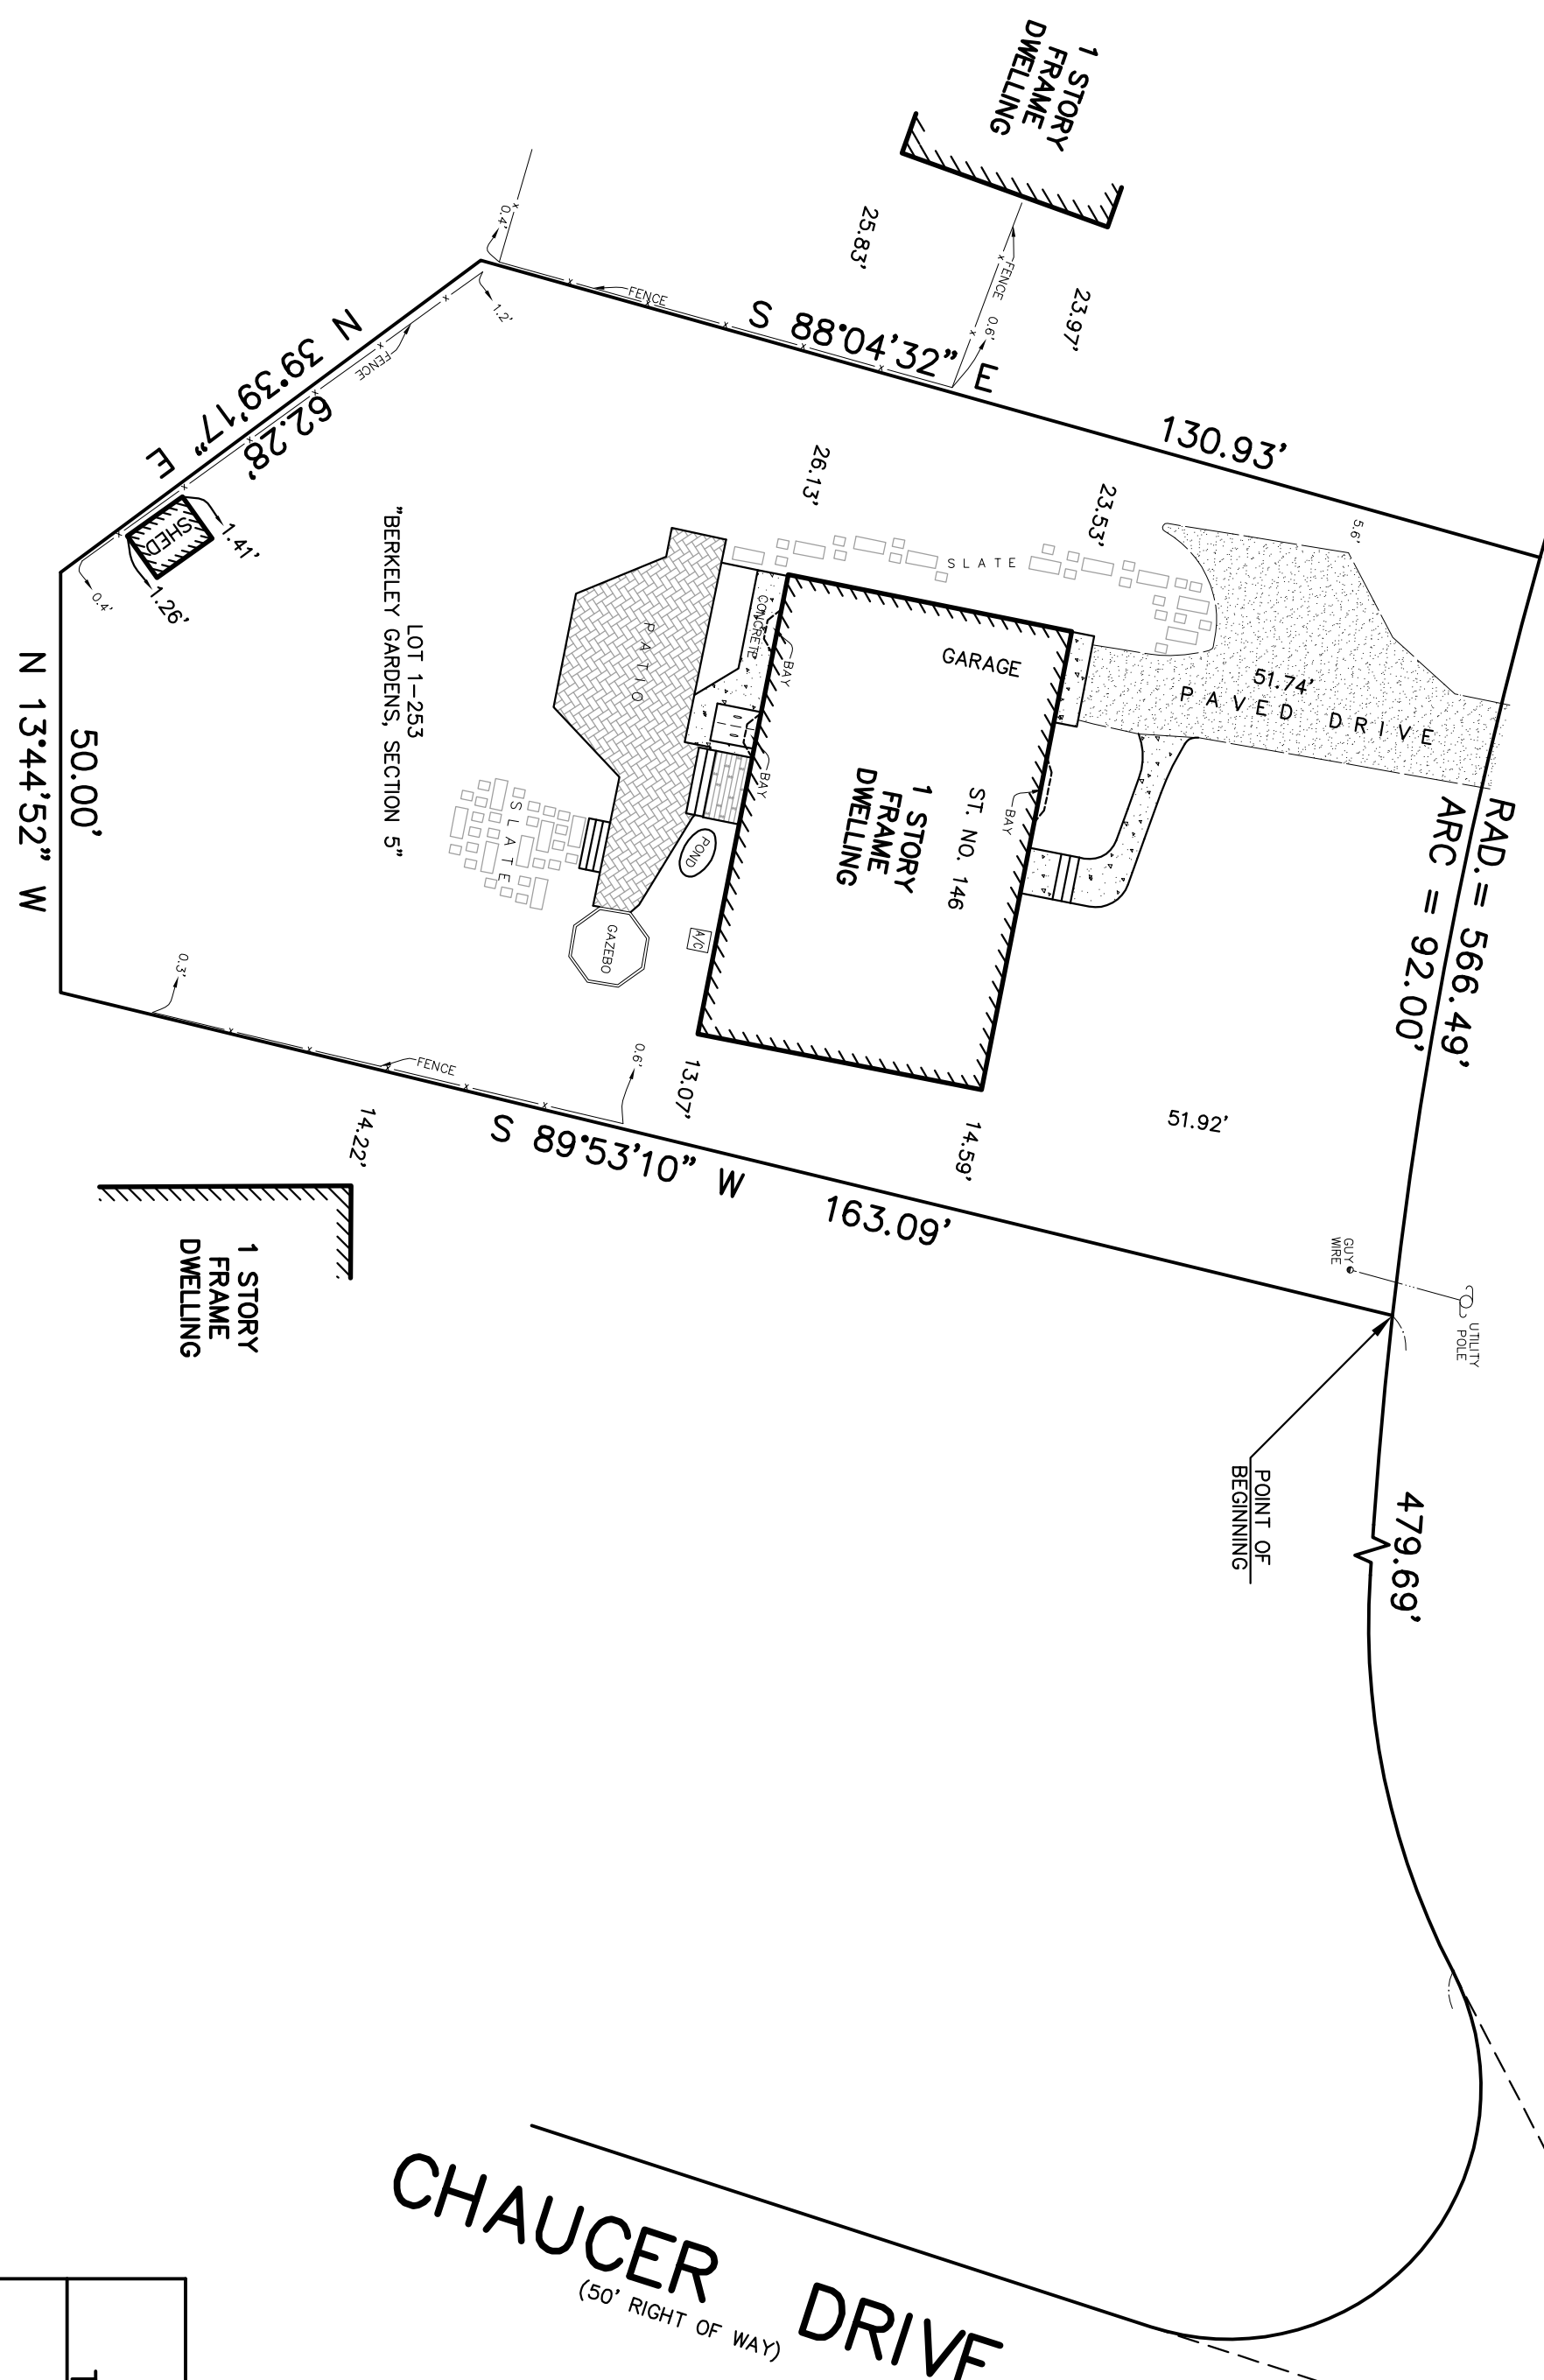 1 STORY
FRAME
DWELLING
25.83'
23.97'
FENCE 0.6'
0.4'
FENCE
1.2'
S 88°04'32" E 130.93'
N 39°39'17" E
62.28'
FENCE
SHED
1.41'
1.26'
0.4'
N 13°44'52" W
50.00'
LOT 1-253
"BERKELEY GARDENS, SECTION 5"
26.13'
23.53'
5.6'
SLATE
51.74'
PAVED DRIVE
GARAGE
CONCRETE
BAY
BAY
BAY
PATIO
ST. NO. 146
1 STORY
FRAME
DWELLING
POND
A/C
GAZEBO
SLATE
RAD.= 566.49'
ARC = 92.00'
0.3'
FENCE
0.6'
13.07'
14.59'
51.92'
14.22'
S 89°53'10" W 163.09'
1 STORY
FRAME
DWELLING
GUY
WIRE
UTILITY
POLE
POINT OF
BEGINNING
479.69'
CHAUCER DRIVE
(50' RIGHT OF WAY)